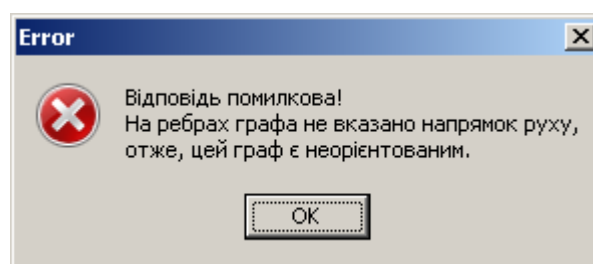 Error
Відповідь помилкова!
На ребрах графа не вказано напрямок руху,
отже, цей граф є неорієнтованим.
OK